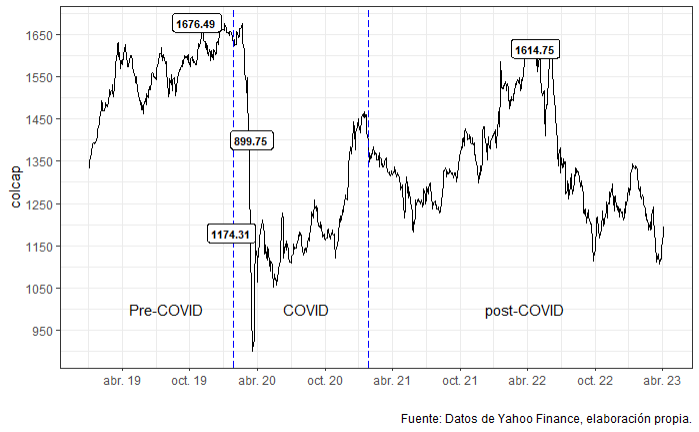 1676.49
1614.75
899.75
1174.31
colcap
1650
1550
1450
1350
1250
1150
1050
950
Pre-COVID
COVID
post-COVID
abr. 19
oct. 19
abr. 20
oct. 20
abr. 21
oct. 21
abr. 22
oct. 22
abr. 23
Fuente: Datos de Yahoo Finance, elaboración propia.